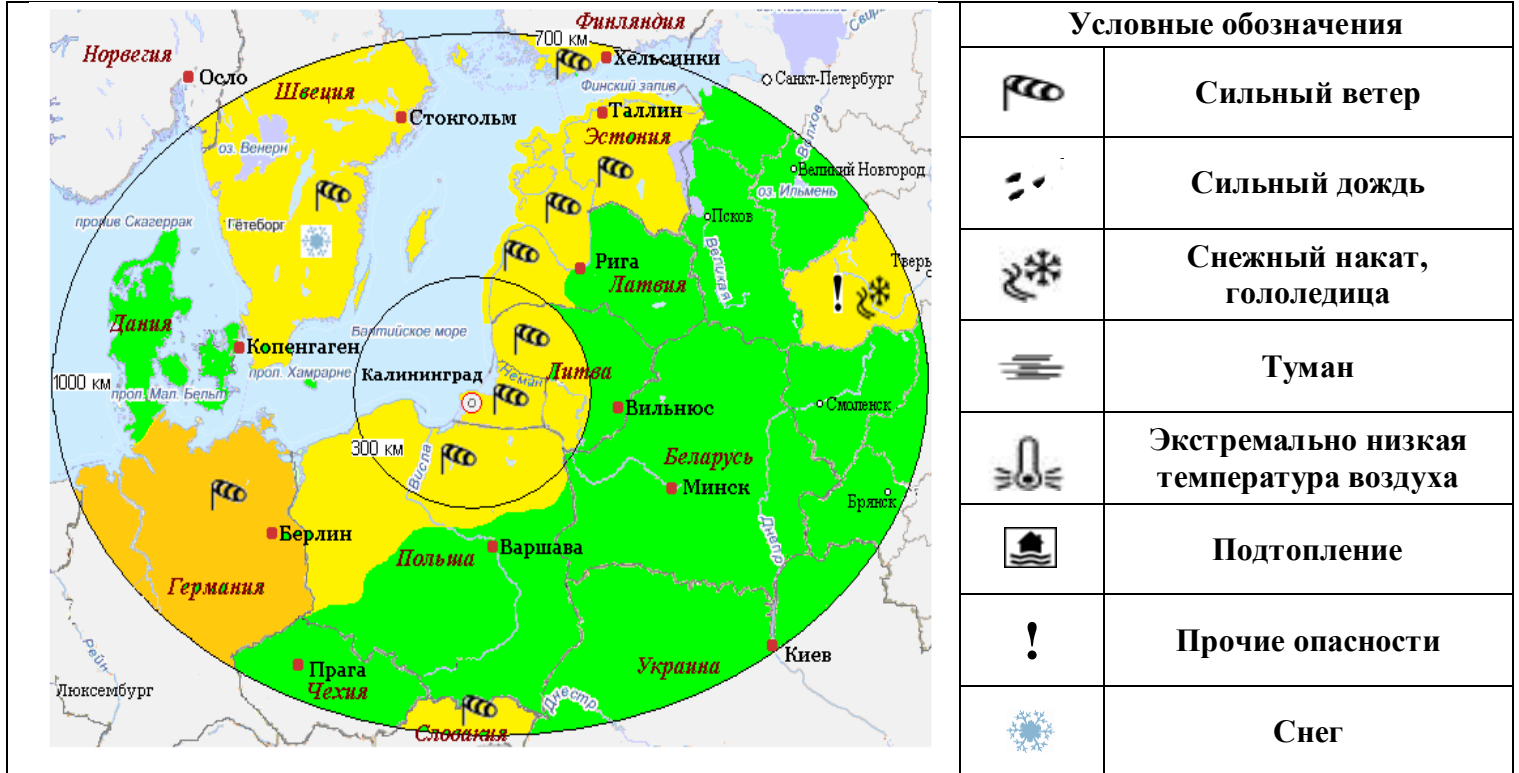 Финляндия
700 км
Норвегия
Хельсинки
Осло
Санкт-Петербург
Швеция
Финский залив
Стокгольм
Таллин
Эстония
Волхов
оз. Венерн
Великий Новгород
оз. Ильмень
пролив Скагеррак
Гётеборг
Псков
Великая
Рига
Тверь
Латвия
Дания
Балтийское море
Копенгаген
прол. Хамрарне
Калининград
Неман
Литва
1000 км
прол. Мал. Бельт
Вильнюс
Смоленск
300 км
Висла
Беларусь
Минск
Брянск
Днепр
Берлин
Варшава
Польша
Германия
Рейн
Прага
Чехия
Украина
Киев
Люксембург
Днестр
Словакия
Условные обозначения
Сильный ветер
Сильный дождь
Снежный накат,
гололедица
Туман
Экстремально низкая
температура воздуха
Подтопление
!
Прочие опасности
Снег